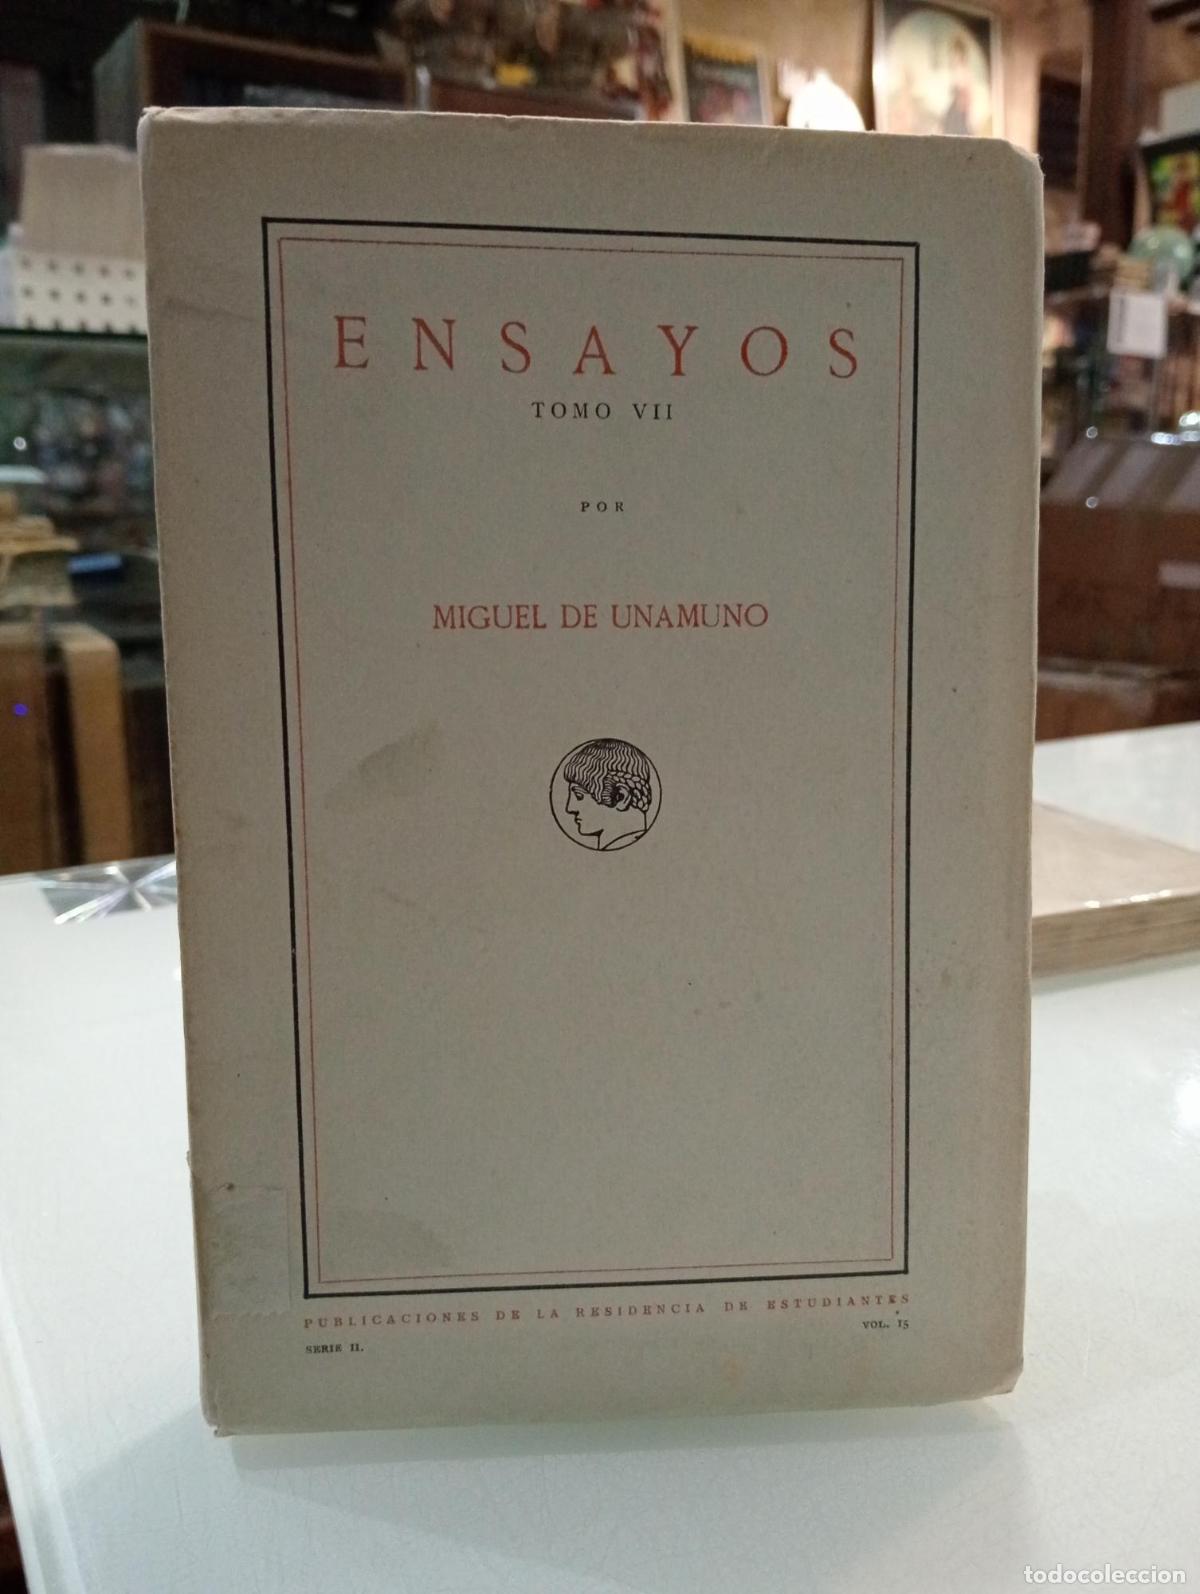 ENSAYOS
TOMO VII
POR
MIGUEL DE UNAMUNO
PUBLICACIONES DE LA RESIDENCIA DE ESTUDIANTES
SERIE II.
VOL. 15
todocoleccion